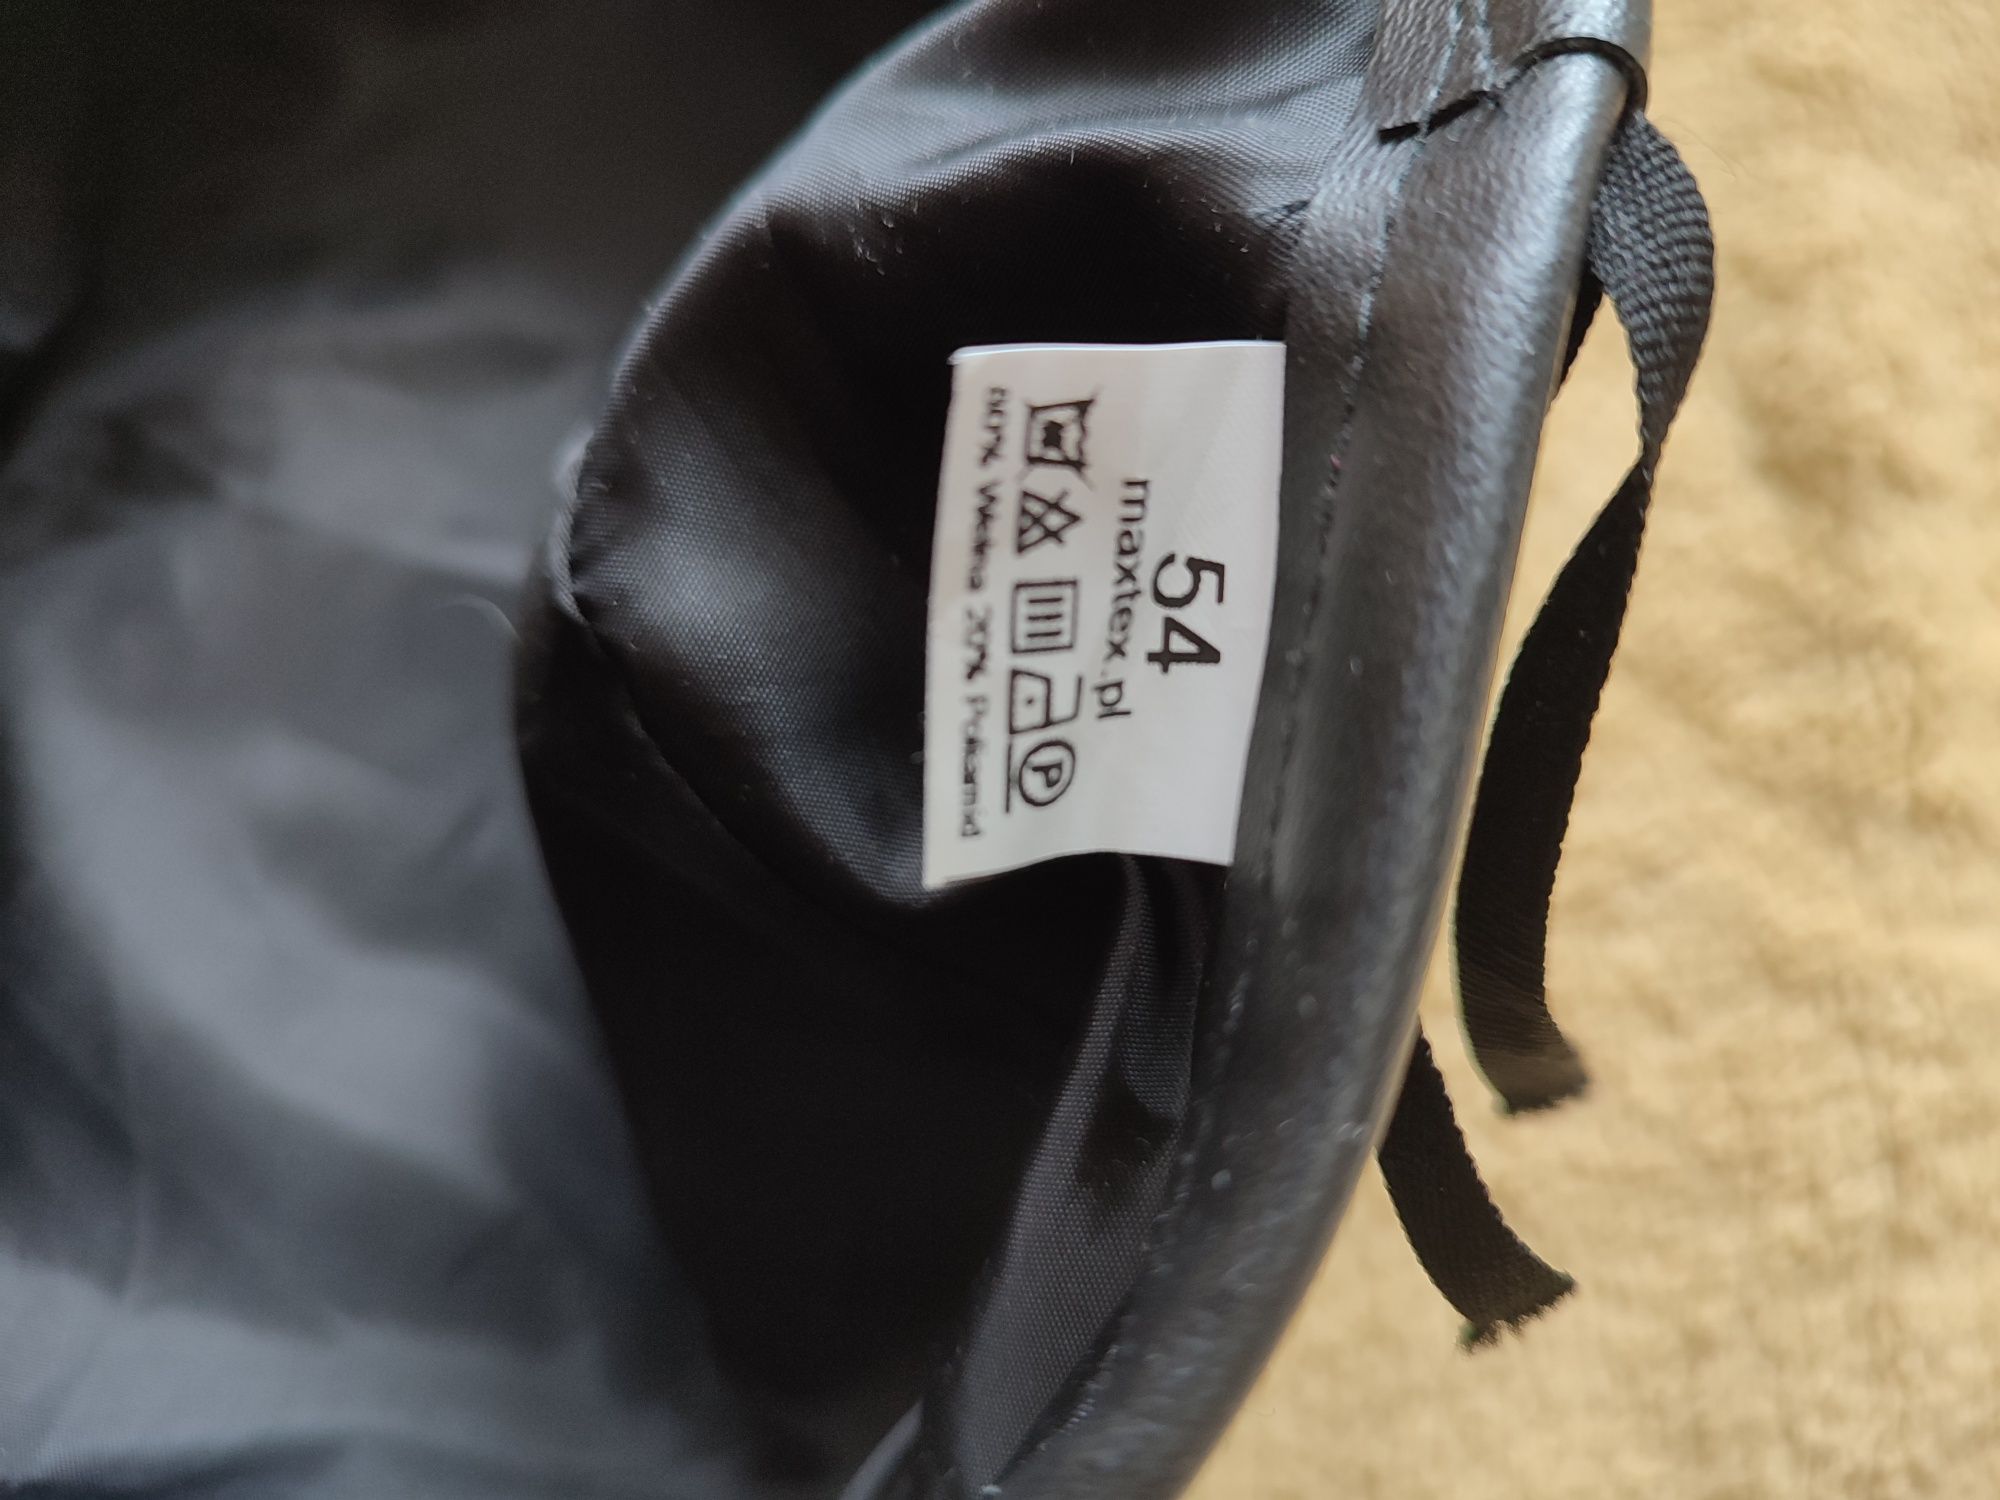 54
maxtex.pl
P
80% Wełna 20% Poliamid